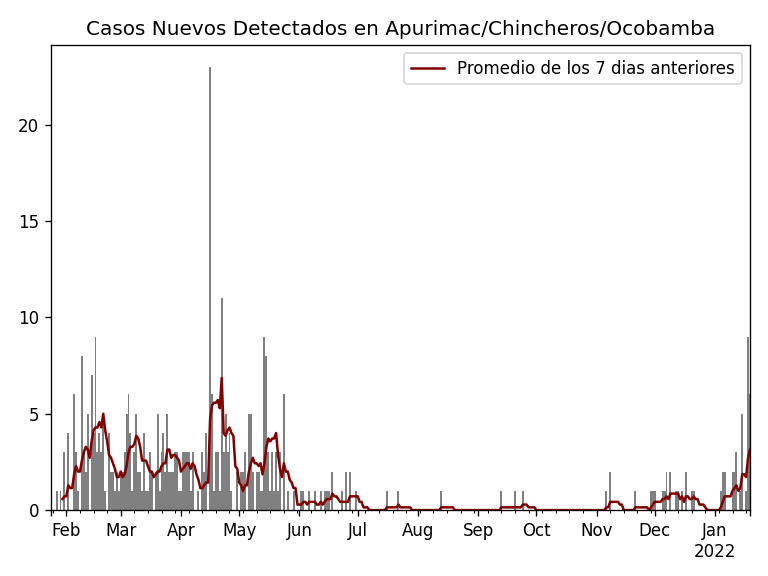 Casos Nuevos Detectados en Apurimac/Chincheros/Ocobamba
Promedio de los 7 dias anteriores
20
15
10
5
0
Feb Mar Apr May Jun Jul Aug Sep Oct Nov Dec Jan
2022